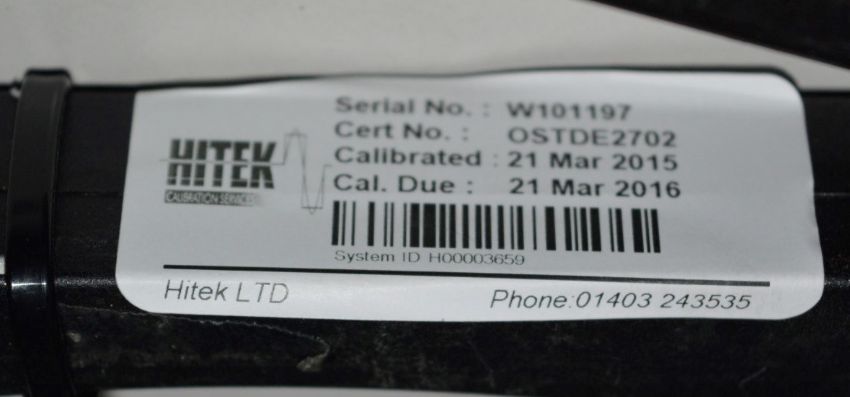 Serial No. : W101197
Cert No. : OSTDE2702
Calibrated : 21 Mar 2015
Cal. Due : 21 Mar 2016
HITEK
CALIBRATION SERVICES
System ID H00003659
Hitek LTD Phone:01403 243535